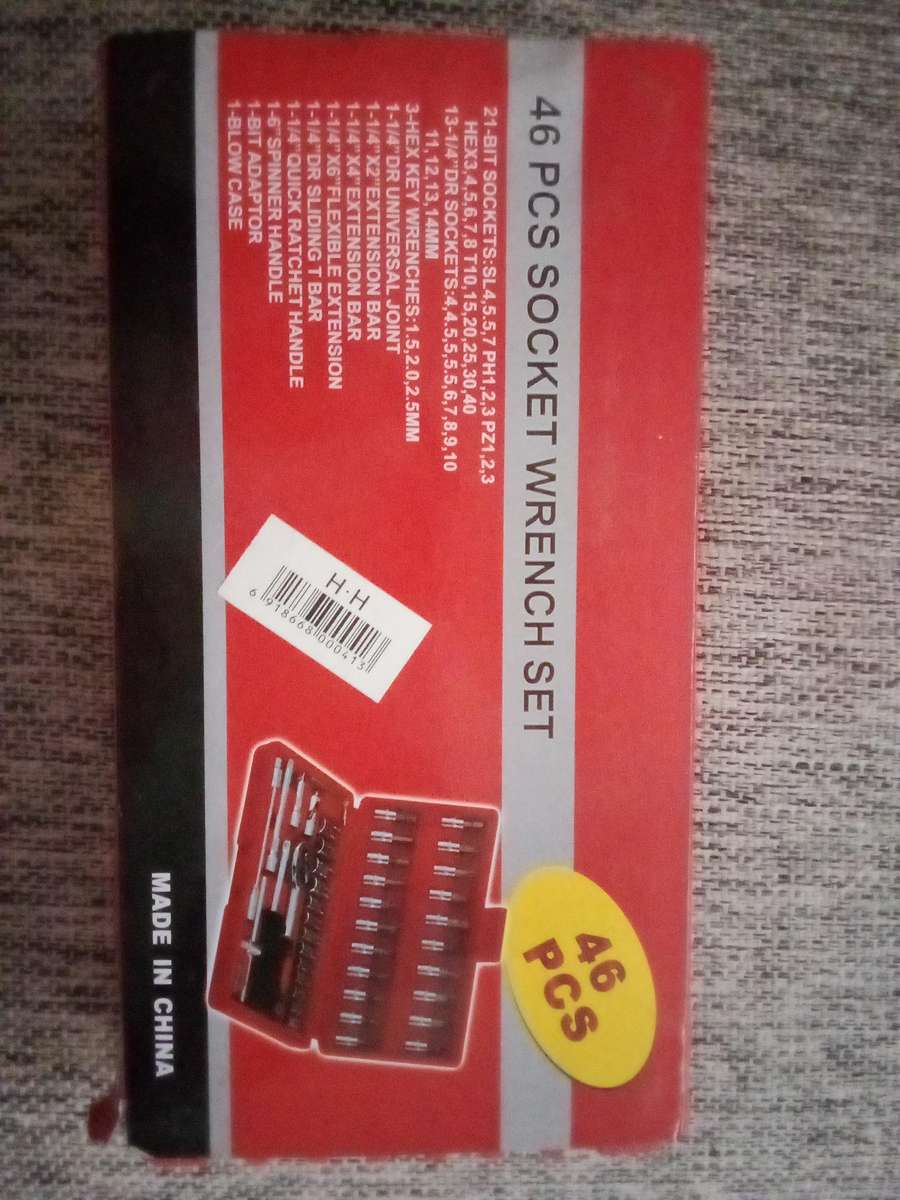 46 PCS SOCKET WRENCH SET
21-BIT SOCKETS:SL4,5.5,7 PH1,2,3 PZ1,2,3
HEX3,4,5,6,7,8 T10,15,20,25,30,40
13-1/4"DR SOCKETS:4,4.5,5,5.5,6,7,8,9,10
11,12,13,14MM
3-HEX KEY WRENCHES:1.5,2.0,2.5MM
1-1/4"DR UNIVERSAL JOINT
1-1/4"X2"EXTENSION BAR
1-1/4"X4"EXTENSION BAR
1-1/4"X6"FLEXIBLE EXTENSION
1-1/4"DR SLIDING T BAR
1-1/4"QUICK RATCHET HANDLE
1-6"SPINNER HANDLE
1-BIT ADAPTOR
1-BLOW CASE
H·H
6 918668 000413
46
PCS
MADE IN CHINA